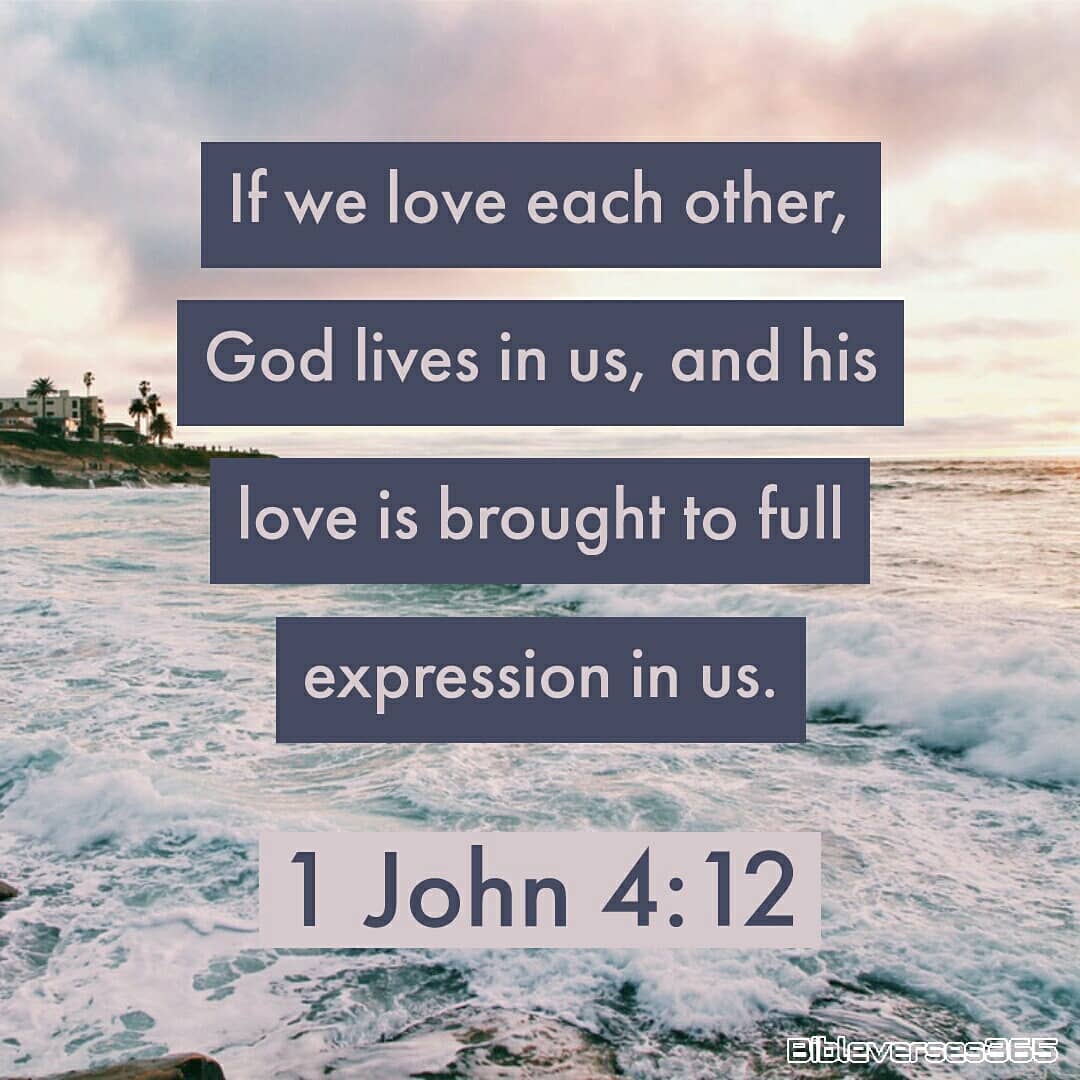 If we love each other,
God lives in us, and his
love is brought to full
expression in us.
1 John 4:12
Bibleverses365